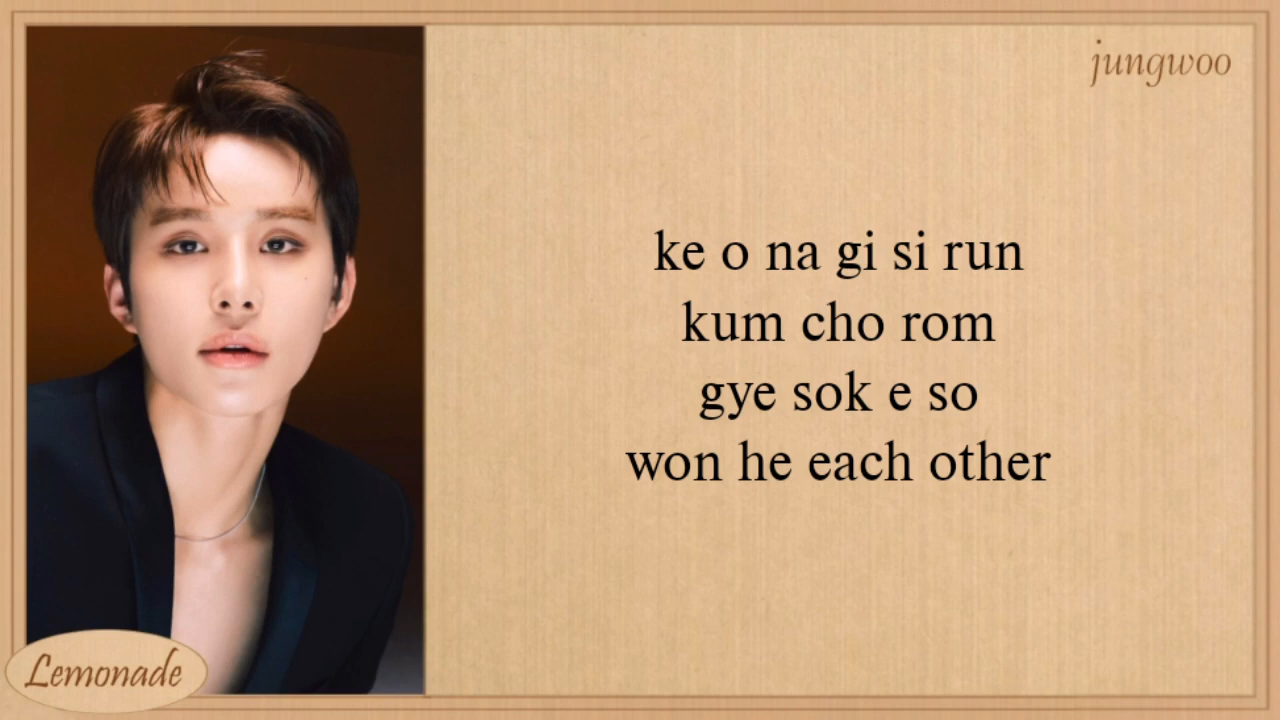 jungwoo
ke o na gi si run
kum cho rom
gye sok e so
won he each other
Lemonade